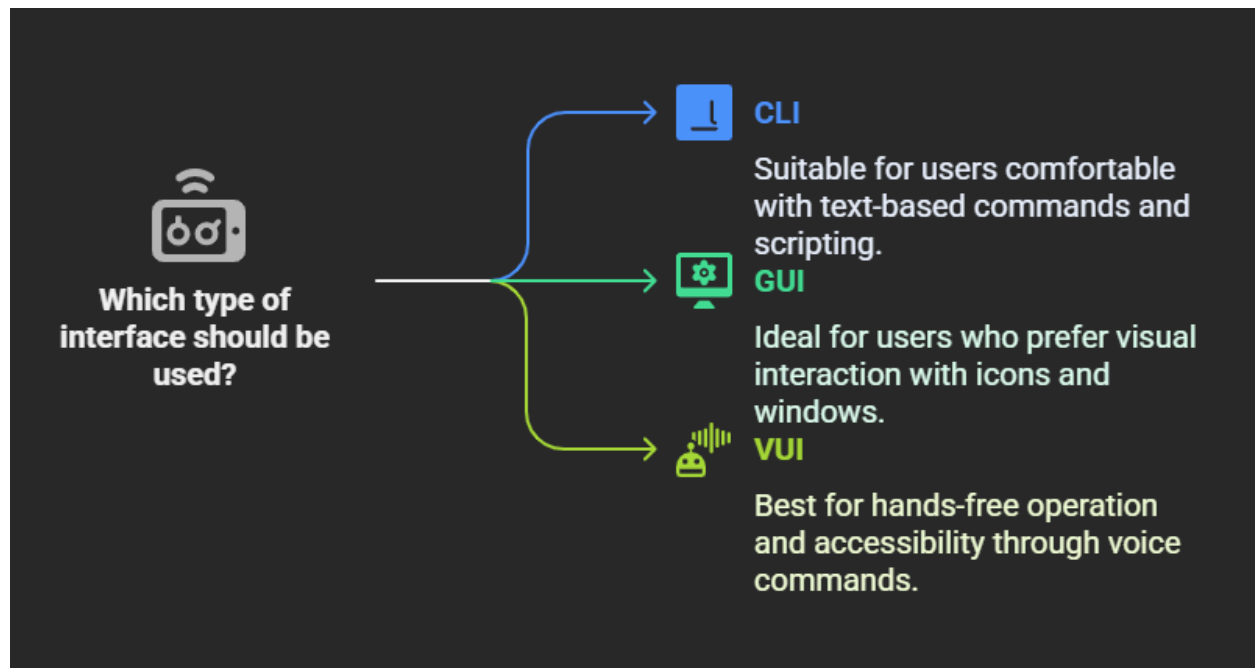 Which type of
interface should be
used?
CLI
Suitable for users comfortable
with text-based commands and
scripting.
GUI
Ideal for users who prefer visual
interaction with icons and
windows.
VUI
Best for hands-free operation
and accessibility through voice
commands.